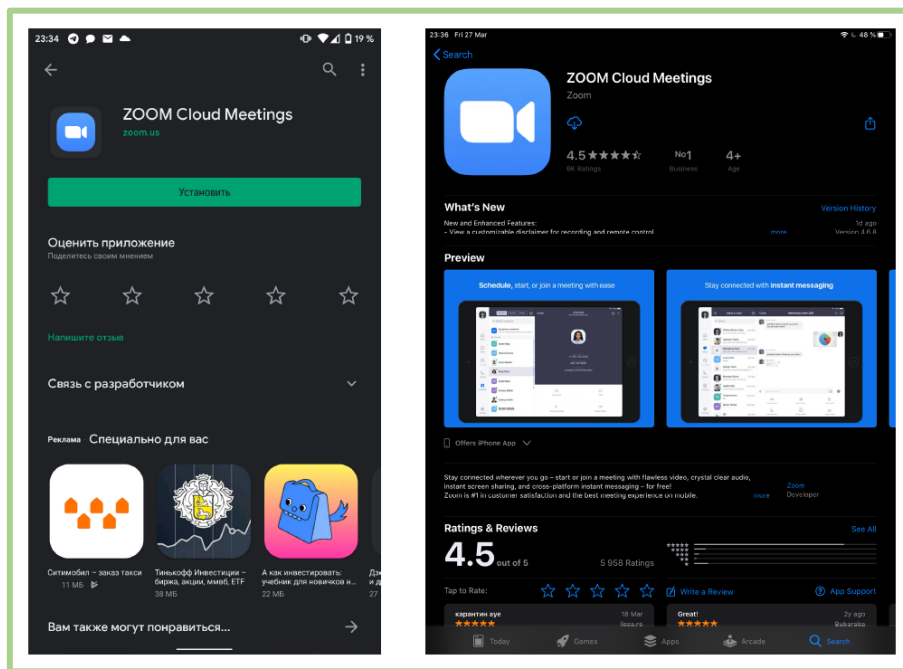 23:34
19 %
ZOOM Cloud Meetings
zoom.us
Установить
Оценить приложение
Поделитесь своим мнением
Напишите отзыв
Связь с разработчиком
Реклама · Специально для вас
Ситимобил – заказ такси
11 МБ
Тинькофф Инвестиции –
биржа, акции, ммвб, ETF
38 МБ
А как инвестировать:
учебник для новичков н...
22 МБ
27
Вам также могут понравиться...
23:36 Fri 27 Mar
48 %
Search
ZOOM Cloud Meetings
Zoom
4.5
6K Ratings
No1
Business
4+
Age
What's New
Version History
New and Enhanced Features:
- View a customizable disclaimer for recording and remote control
more
1d ago
Version 4.6.8
Preview
Schedule, start, or join a meeting with ease
Stay connected with instant messaging
Offers iPhone App
Stay connected wherever you go – start or join a meeting with flawless video, crystal clear audio,
instant screen sharing, and cross-platform instant messaging – for free!
Zoom is #1 in customer satisfaction and the best meeting experience on mobile.
more
Zoom
Developer
Ratings & Reviews
See All
4.5 out of 5
5 958 Ratings
Tap to Rate:
Write a Review
App Support
карантин ауе
18 Mar
Great!
2y ago
Today
Games
Apps
Arcade
Search